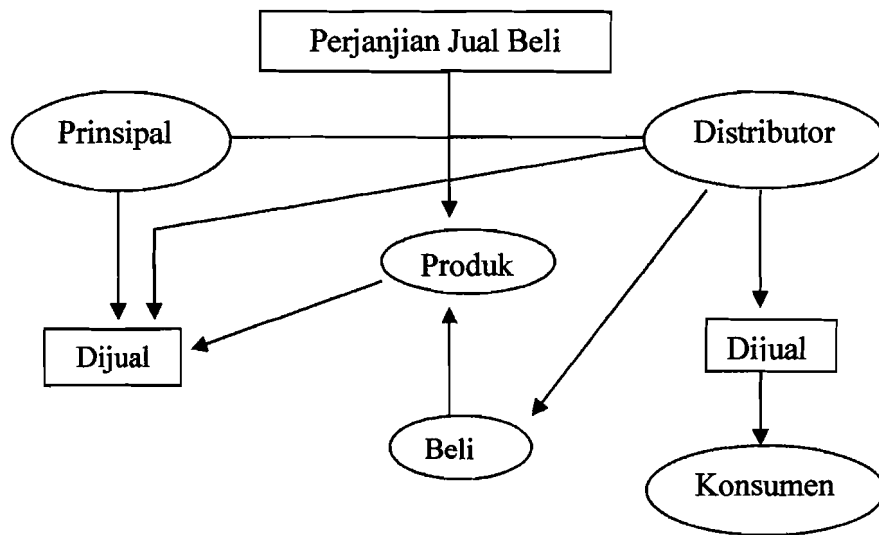 Perjanjian Jual Beli
Prinsipal
Distributor
Produk
Dijual
Dijual
Beli
Konsumen